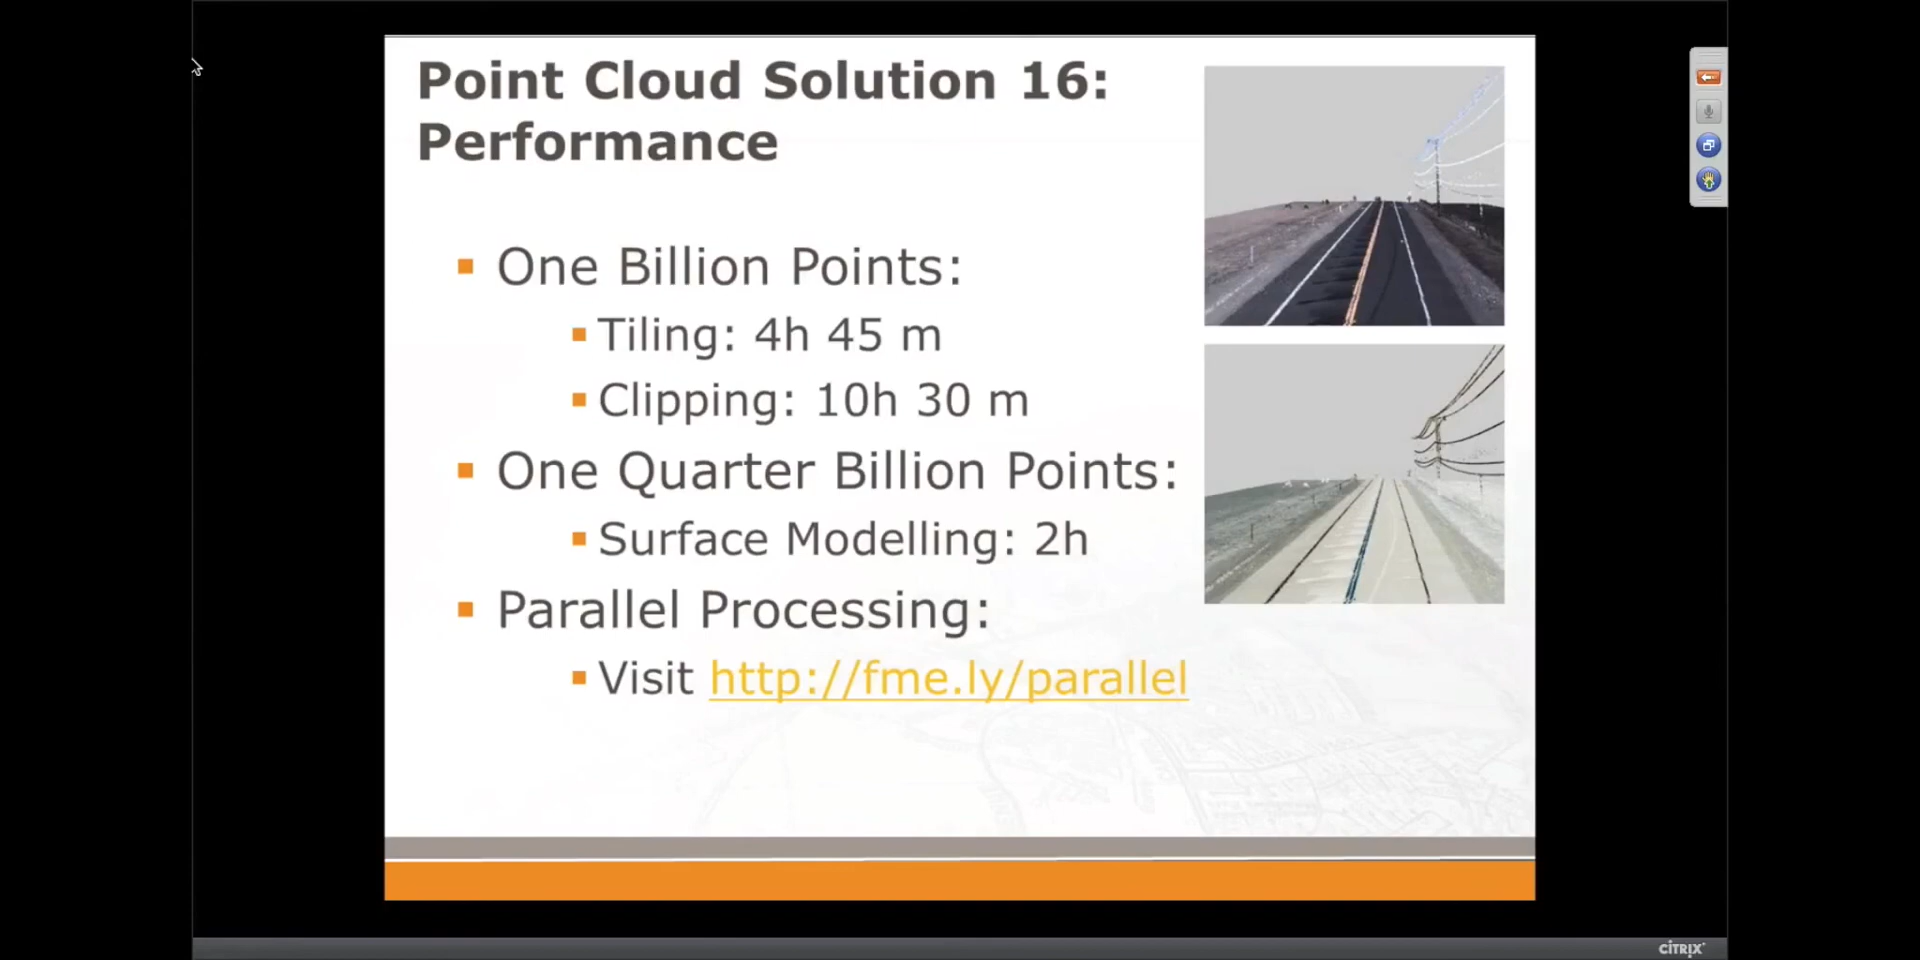 Point Cloud Solution 16:
Performance
One Billion Points:
Tiling: 4h 45 m
Clipping: 10h 30 m
One Quarter Billion Points:
Surface Modelling: 2h
Parallel Processing:
Visit http://fme.ly/parallel
CITRIX